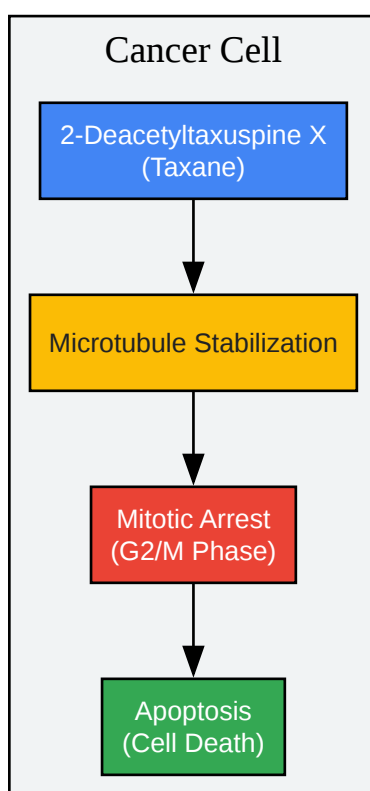 Cancer Cell
2-Deacetyltaxuspine X
(Taxane)
Microtubule Stabilization
Mitotic Arrest
(G2/M Phase)
Apoptosis
(Cell Death)